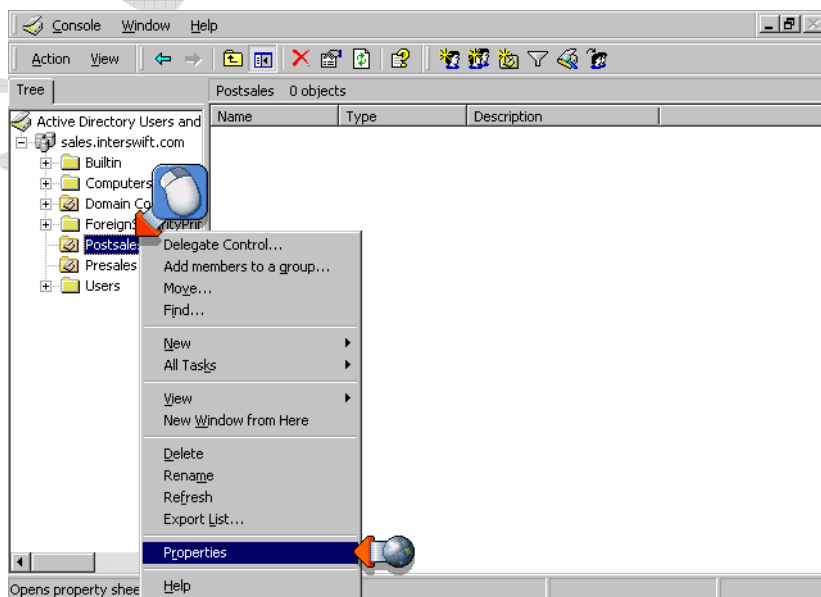 Console Window Help
Action View
Tree
Postsales 0 objects
Name Type Description
Active Directory Users and
sales.interswift.com
Builtin
Computers
Domain Co
ForeignS
Postsale
Presales
Users
Delegate Control...
Add members to a group...
Move...
Find...
New
All Tasks
View
New Window from Here
Delete
Rename
Refresh
Export List...
Properties
Help
Opens property shee